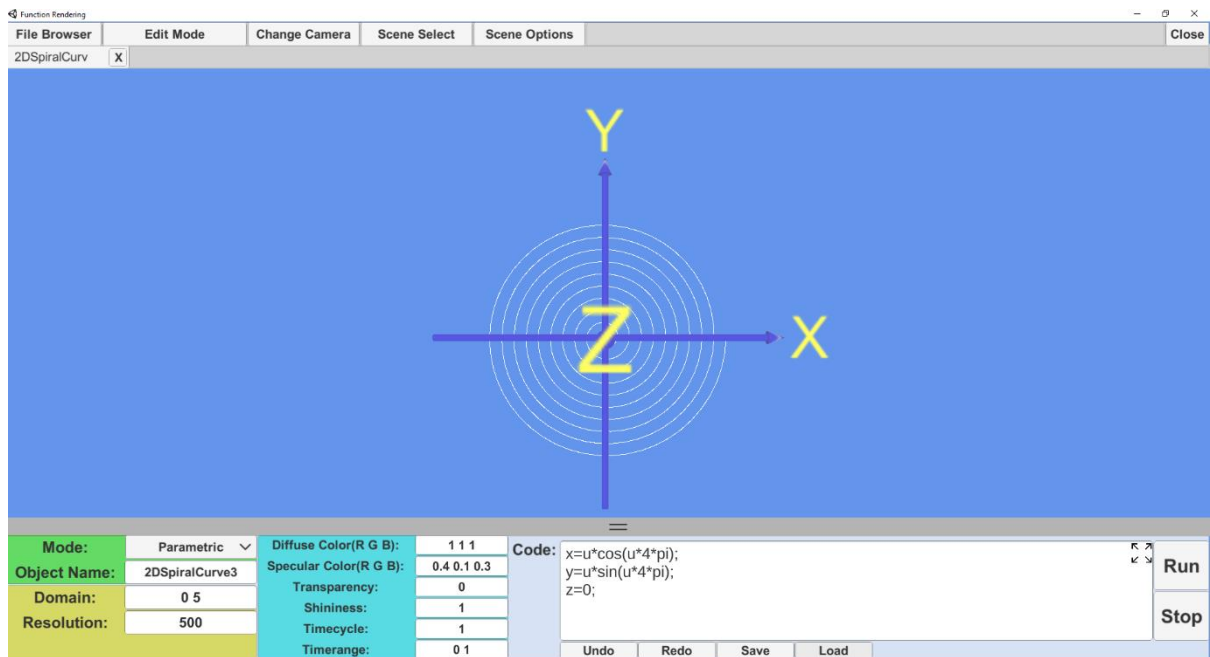 Function Rendering
File Browser Edit Mode Change Camera Scene Select Scene Options Close
2DSpiralCurv X
Y
Z
X
Mode: Parametric
Object Name: 2DSpiralCurve3
Domain: 0 5
Resolution: 500
Diffuse Color(R G B): 1 1 1
Specular Color(R G B): 0.4 0.1 0.3
Transparency: 0
Shininess: 1
Timecycle: 1
Timerange: 0 1
Code:
x=u*cos(u*4*pi);
y=u*sin(u*4*pi);
z=0;
Undo Redo Save Load
Run
Stop